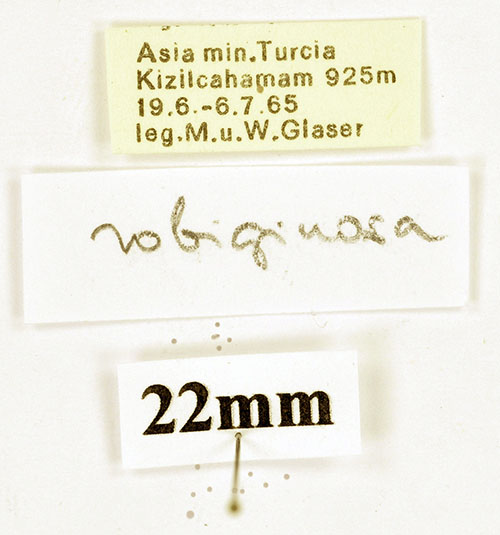 Asia min.Turcia
Kizilcahamam 925m
19.6.-6.7.65
leg.M.u.W.Glaser
robiginosa
22mm